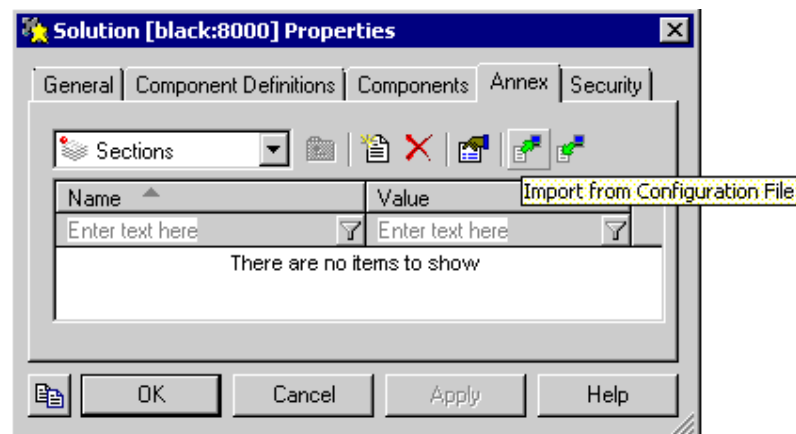 Solution [black:8000] Properties
General Component Definitions Components Annex Security
Sections
Import from Configuration File
Name Value
Enter text here Enter text here
There are no items to show
OK Cancel Apply Help